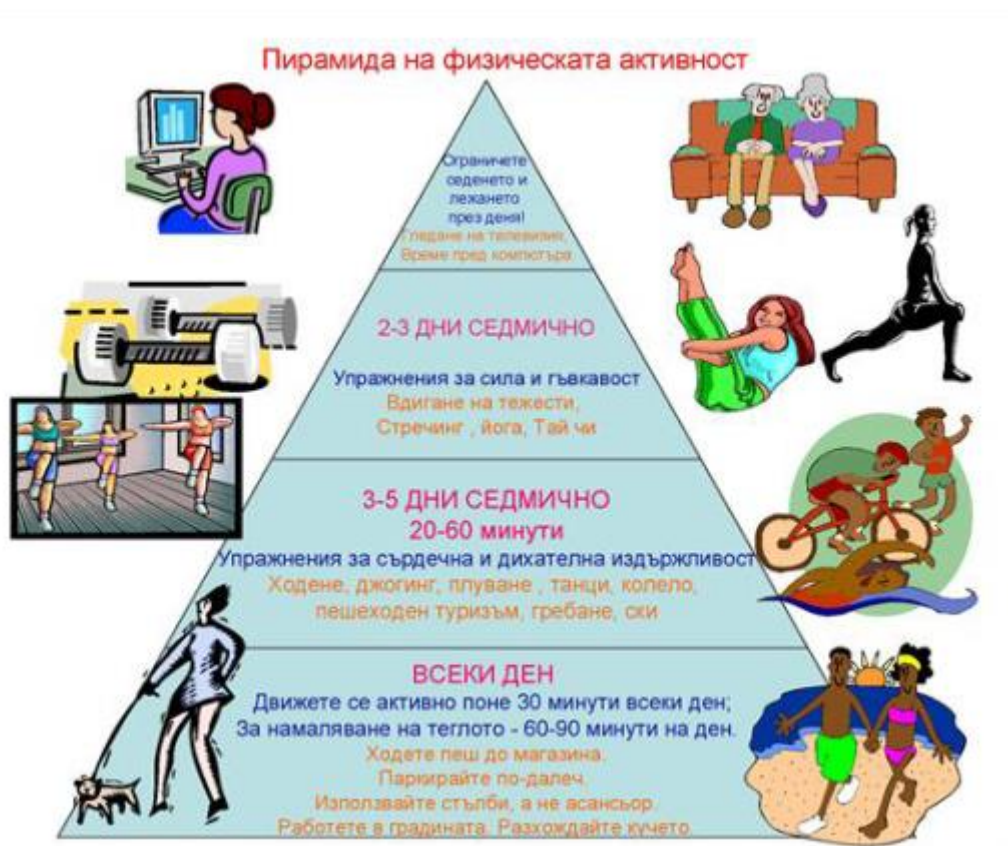 Пирамида на физическата активност
Ограничете
седенето и
лежането
през деня!
Гледане на телевизия,
Време пред компютъра
2-3 ДНИ СЕДМИЧНО
Упражнения за сила и гъвкавост
Вдигане на тежести,
Стречинг , йога, Тай чи
3-5 ДНИ СЕДМИЧНО
20-60 минути
Упражнения за сърдечна и дихателна издържливост
Ходене, джогинг, плуване , танци, колело,
пешеходен туризъм, гребане, ски
ВСЕКИ ДЕН
Движете се активно поне 30 минути всеки ден;
За намаляване на теглото - 60-90 минути на ден.
Ходете пеш до магазина.
Паркирайте по-далеч.
Използвайте стълби, а не асансьор.
Работете в градината. Разхождайте кучето